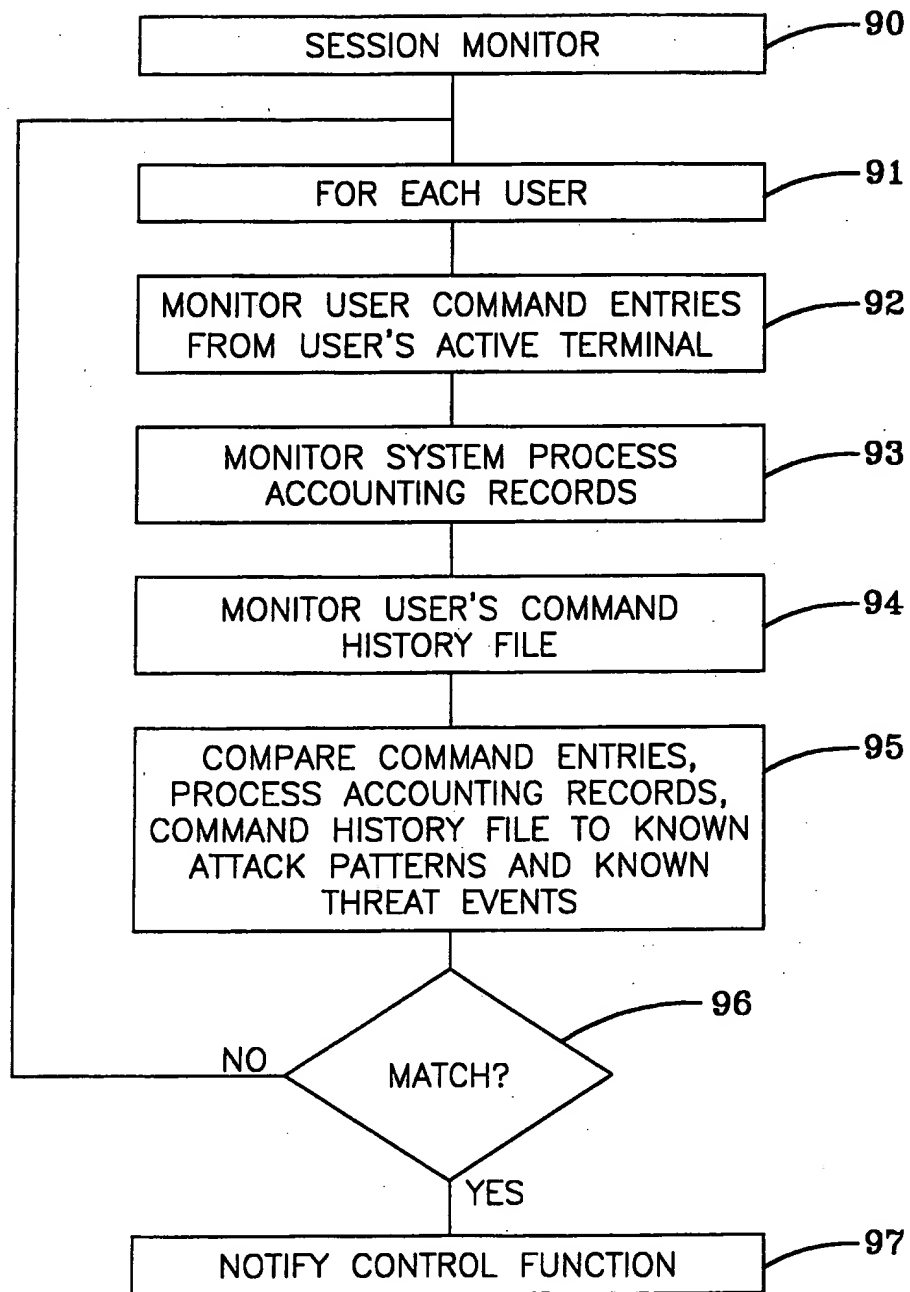 SESSION MONITOR
90
FOR EACH USER
91
MONITOR USER COMMAND ENTRIES
FROM USER'S ACTIVE TERMINAL
92
MONITOR SYSTEM PROCESS
ACCOUNTING RECORDS
93
MONITOR USER'S COMMAND
HISTORY FILE
94
COMPARE COMMAND ENTRIES,
PROCESS ACCOUNTING RECORDS,
COMMAND HISTORY FILE TO KNOWN
ATTACK PATTERNS AND KNOWN
THREAT EVENTS
95
96
NO
MATCH?
YES
NOTIFY CONTROL FUNCTION
97